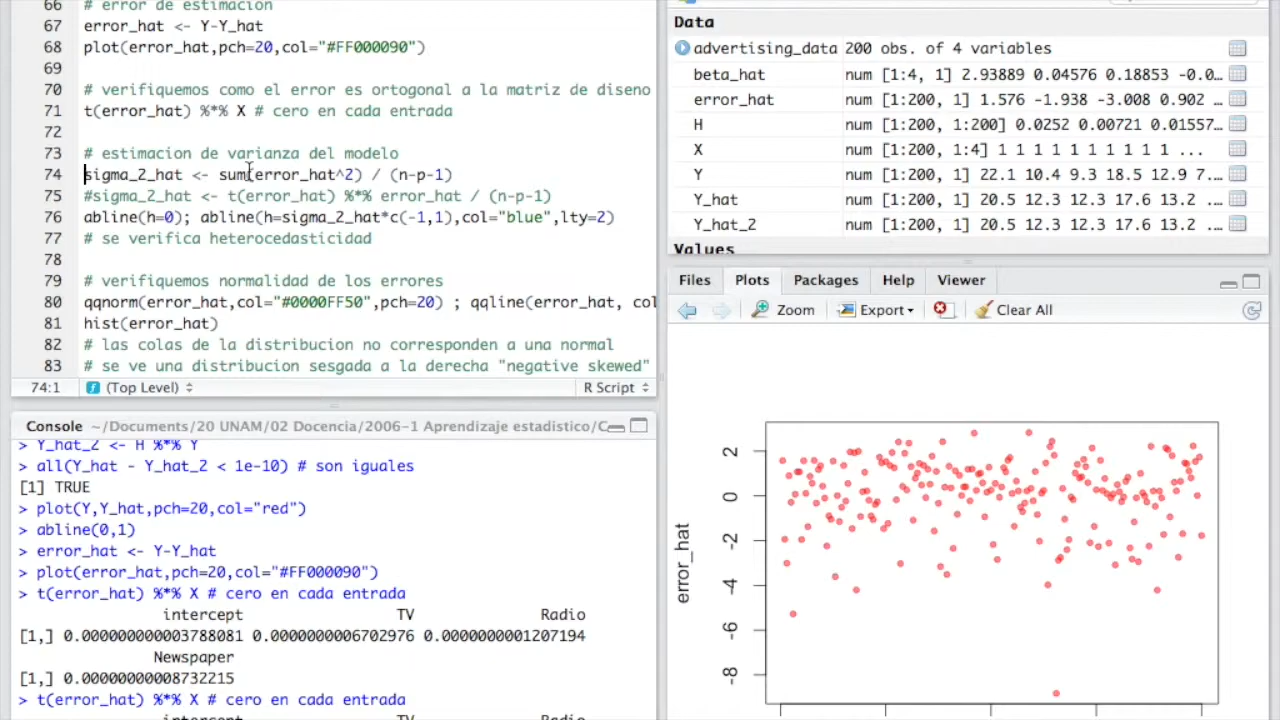 66 # error de estimacion
67 error_hat <- Y-Y_hat
68 plot(error_hat,pch=20,col="#FF000090")
69
70 # verifiquemos como el error es ortogonal a la matriz de diseno
71 t(error_hat) %*% X # cero en cada entrada
72
73 # estimacion de varianza del modelo
74 sigma_2_hat <- sum(error_hat^2) / (n-p-1)
75 #sigma_2_hat <- t(error_hat) %*% error_hat / (n-p-1)
76 abline(h=0); abline(h=sigma_2_hat*c(-1,1),col="blue",lty=2)
77 # se verifica heterocedasticidad
78
79 # verifiquemos normalidad de los errores
80 qqnorm(error_hat,col="#0000FF50",pch=20) ; qqline(error_hat, col
81 hist(error_hat)
82 # las colas de la distribucion no corresponden a una normal
83 # se ve una distribucion sesgada a la derecha "negative skewed"
74:1 (Top Level) R Script
Console ~/Documents/20 UNAM/02 Docencia/2006-1 Aprendizaje estadistico/C
> Y_hat_2 <- H %*% Y
> all(Y_hat - Y_hat_2 < 1e-10) # son iguales
[1] TRUE
> plot(Y,Y_hat,pch=20,col="red")
> abline(0,1)
> error_hat <- Y-Y_hat
> plot(error_hat,pch=20,col="#FF000090")
> t(error_hat) %*% X # cero en cada entrada
intercept TV Radio
[1,] 0.000000000003788081 0.0000000006702976 0.0000000001207194
Newspaper
[1,] 0.00000000008732215
> t(error_hat) %*% X # cero en cada entrada
intercept TV Radio
Data
advertising_data 200 obs. of 4 variables
beta_hat num [1:4, 1] 2.93889 0.04576 0.18853 -0.0…
error_hat num [1:200, 1] 1.576 -1.938 -3.008 0.902 …
H num [1:200, 1:200] 0.0252 0.00721 0.01557…
X num [1:200, 1:4] 1 1 1 1 1 1 1 1 1 1 ...
Y num [1:200, 1] 22.1 10.4 9.3 18.5 12.9 7.…
Y_hat num [1:200, 1] 20.5 12.3 12.3 17.6 13.2 …
Y_hat_2 num [1:200, 1] 20.5 12.3 12.3 17.6 13.2 …
Values
Files Plots Packages Help Viewer
Zoom Export Clear All
error_hat
2
0
-2
-4
-6
-8